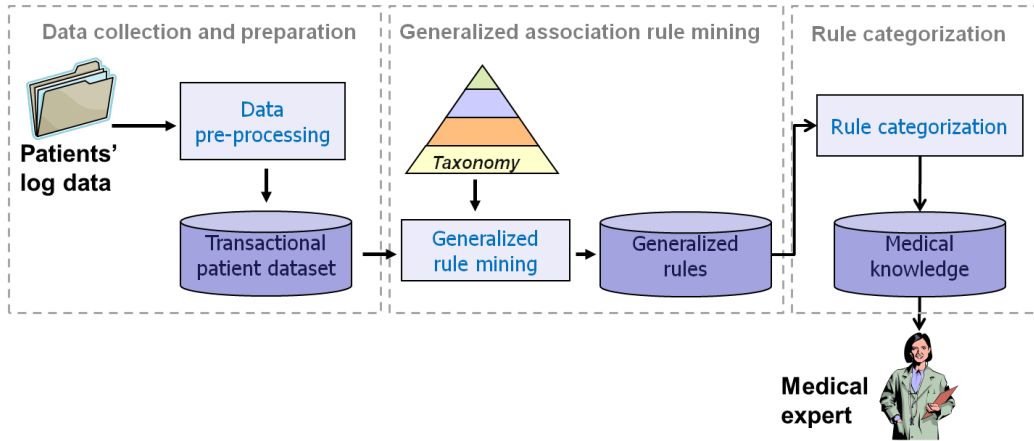 Data collection and preparation
Patients'
log data
Data
pre-processing
Transactional
patient dataset
Generalized association rule mining
Taxonomy
Generalized
rule mining
Generalized
rules
Rule categorization
Rule categorization
Medical
knowledge
Medical
expert